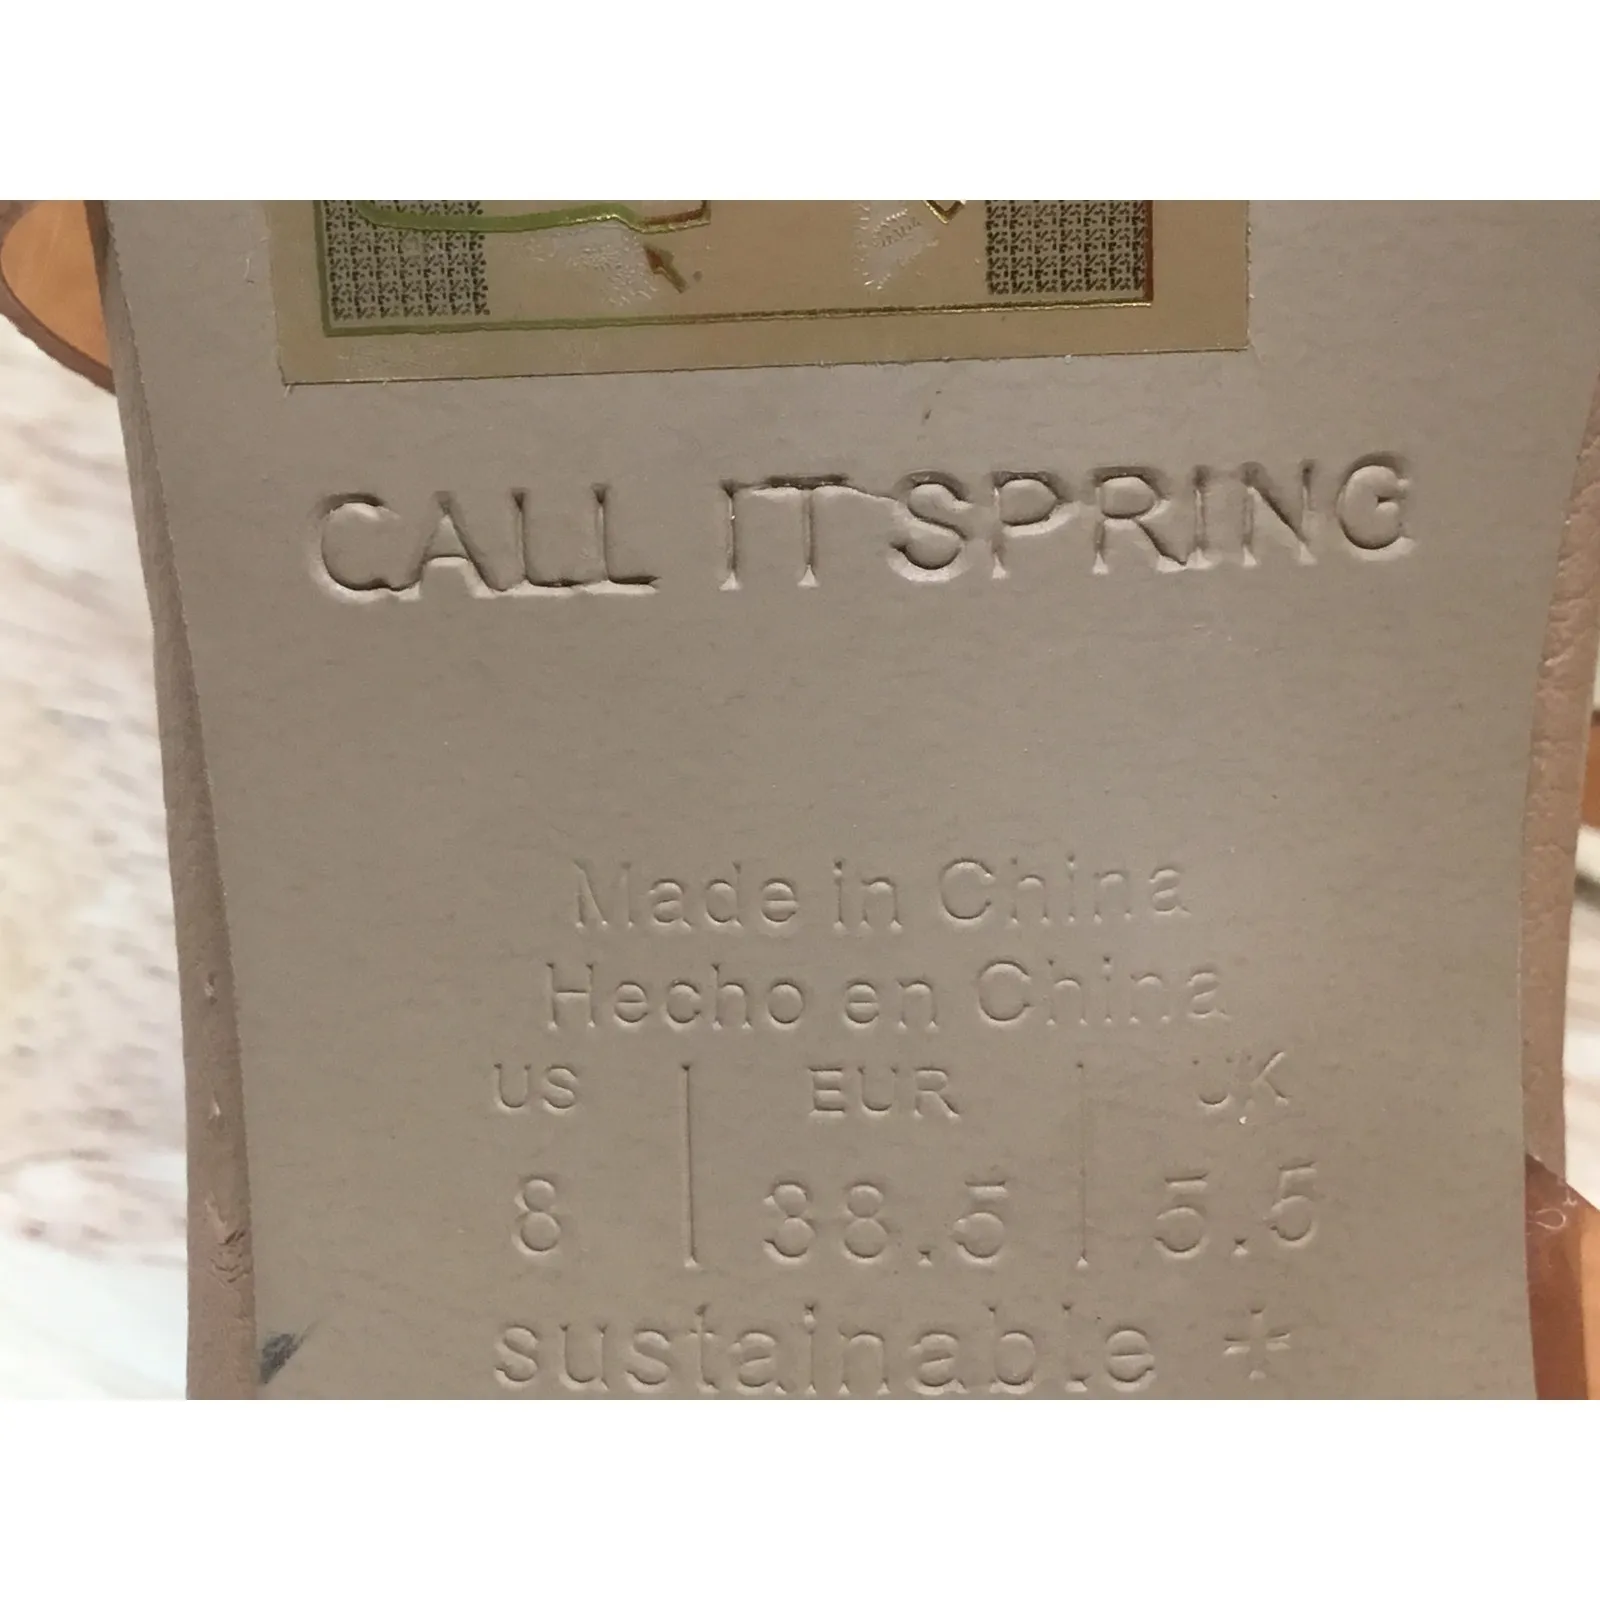 CALL IT SPRING
Made in China
Hecho en China
US | EUR | UK
8 | 38.5 | 5.5
sustainable +